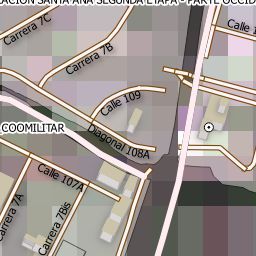 ACION SANTA ANA SEGUNDA ETAPA - PARTE OCCID
Carrera 7C
Calle 1
Carrera 7B
Calle 109
COOMILITAR
Diagonal 108A
Calle 107A
Carrera 7A
Carrera 7Bis